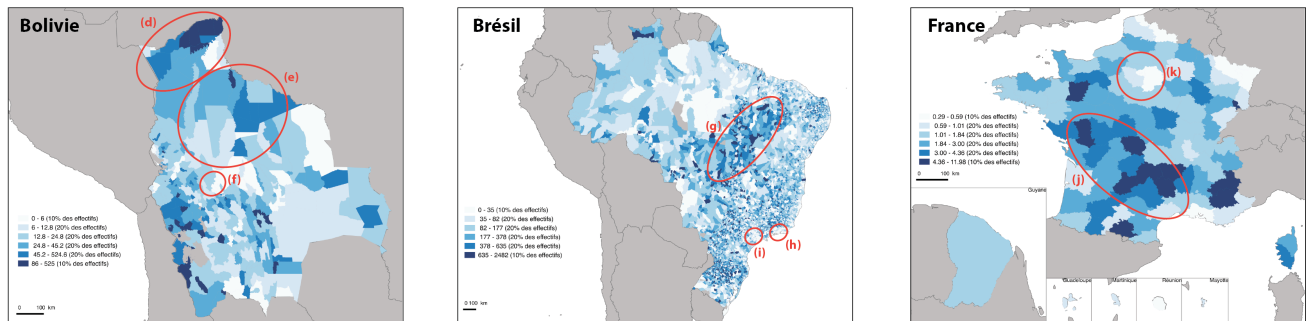 Bolivie
(d)
(e)
(f)
0 - 6 (10% des effectifs)
6 - 12.8 (20% des effectifs)
12.8 - 24.8 (20% des effectifs)
24.8 - 45.2 (20% des effectifs)
45.2 - 524.8 (20% des effectifs)
86 - 525 (10% des effectifs)
0 100 km
Brésil
(g)
(h)
(i)
0 - 35 (10% des effectifs)
35 - 82 (20% des effectifs)
82 - 177 (20% des effectifs)
177 - 378 (20% des effectifs)
378 - 635 (20% des effectifs)
635 - 2482 (10% des effectifs)
0 100 km
France
(k)
(j)
0.29 - 0.59 (10% des effectifs)
0.59 - 1.01 (20% des effectifs)
1.01 - 1.84 (20% des effectifs)
1.84 - 3.00 (20% des effectifs)
3.00 - 4.36 (20% des effectifs)
4.36 - 11.98 (10% des effectifs)
0 100 km
Guyane
Guadeloupe
Martinique
Réunion
Mayotte